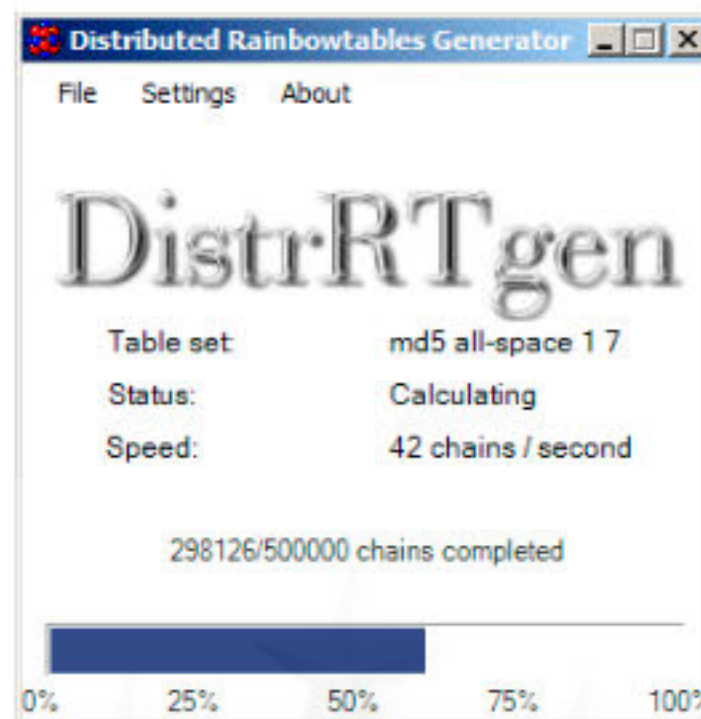 Distributed Rainbowtables Generator
File Settings About
DistrRTgen
Table set: md5 all-space 1 7
Status: Calculating
Speed: 42 chains / second
298126/500000 chains completed
0% 25% 50% 75% 100%